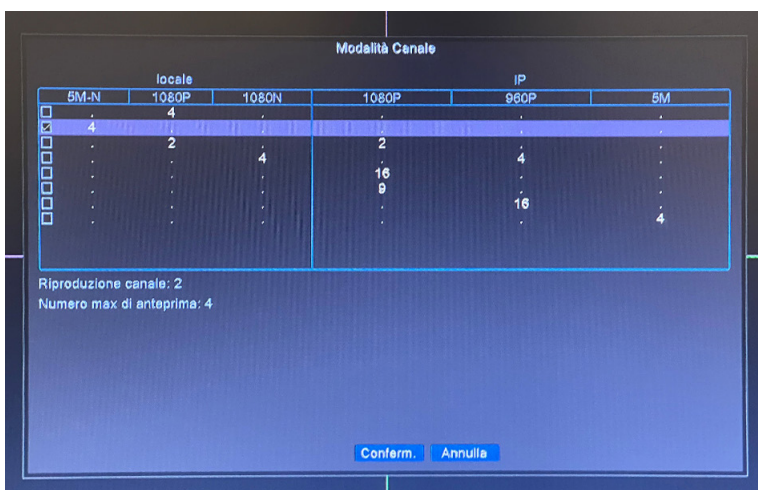 Modalità Canale
locale IP
5M-N 1080P 1080N 1080P 960P 5M
. 4 . . . .
4 . . . . .
. 2 . 2 . .
. . 4 . 4 .
. . . 16 . .
. . . 9 . .
. . . . 16 .
. . . . . 4
Riproduzione canale: 2
Numero max di anteprima: 4
Conferm. Annulla